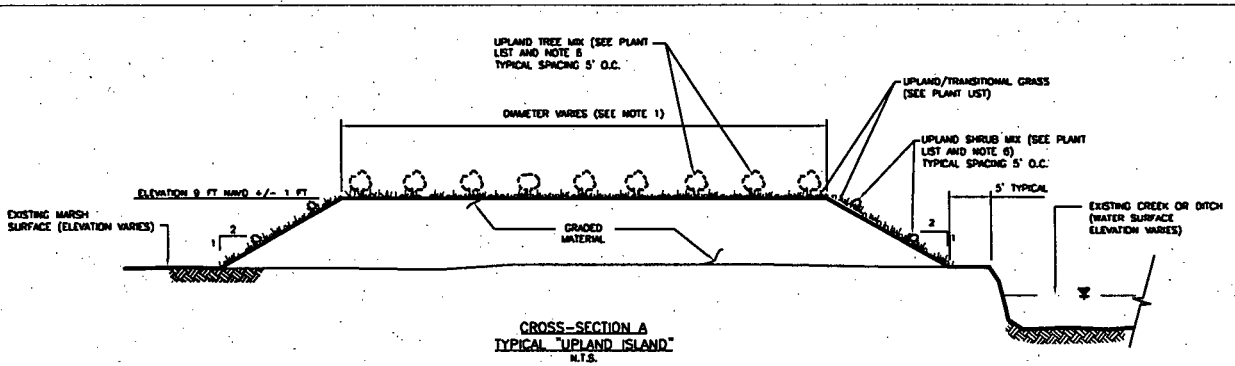 UPLAND TREE MIX (SEE PLANT
LIST AND NOTE 6
TYPICAL SPACING 5' O.C.
UPLAND/TRANSITIONAL GRASS
(SEE PLANT LIST)
DIAMETER VARIES (SEE NOTE 1)
UPLAND SHRUB MIX (SEE PLANT
LIST AND NOTE 6)
TYPICAL SPACING 5' O.C.
ELEVATION 9 FT NAVD +/- 1 FT
5' TYPICAL
EXISTING MARSH
SURFACE (ELEVATION VARIES)
EXISTING CREEK OR DITCH
(WATER SURFACE
ELEVATION VARIES)
2
1
GRADED
MATERIAL
2
1
CROSS-SECTION A
TYPICAL "UPLAND ISLAND"
N.T.S.